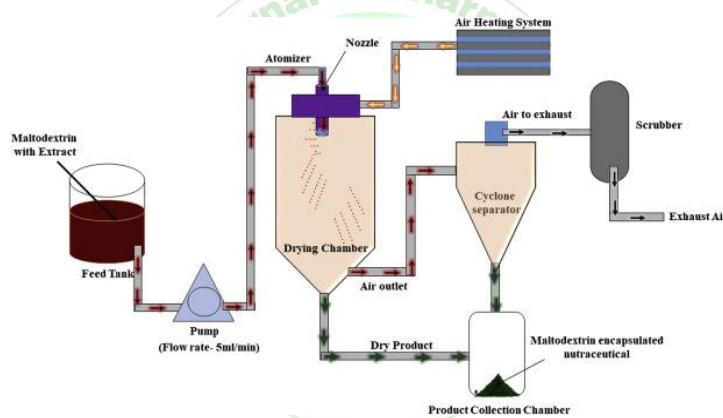 Air Heating System
Nozzle
Atomizer
Air to exhaust
Scrubber
Maltodextrin
with Extract
Cyclone
separator
Exhaust Ai
Drying Chamber
Feed Tank
Air outlet
Pump
(Flow rate- 5ml/min)
Dry Product
Maltodextrin encapsulated
nutraceutical
Product Collection Chamber